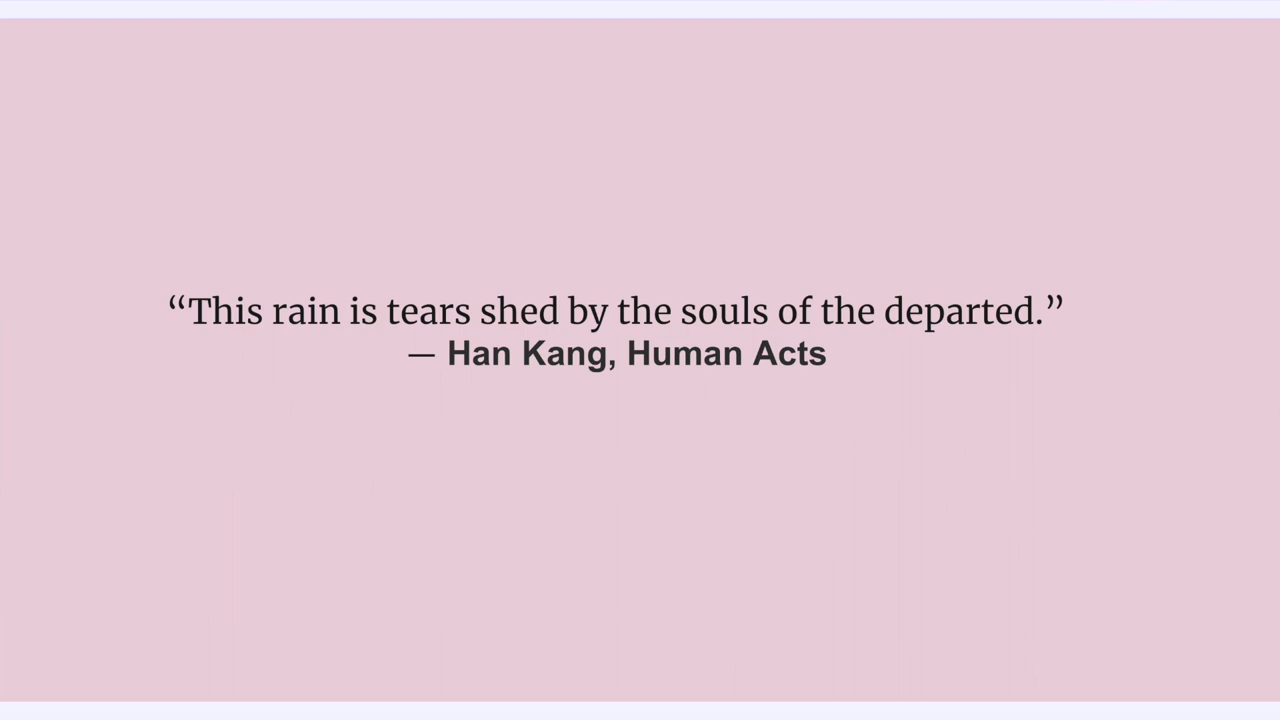 “This rain is tears shed by the souls of the departed.”
— Han Kang, Human Acts